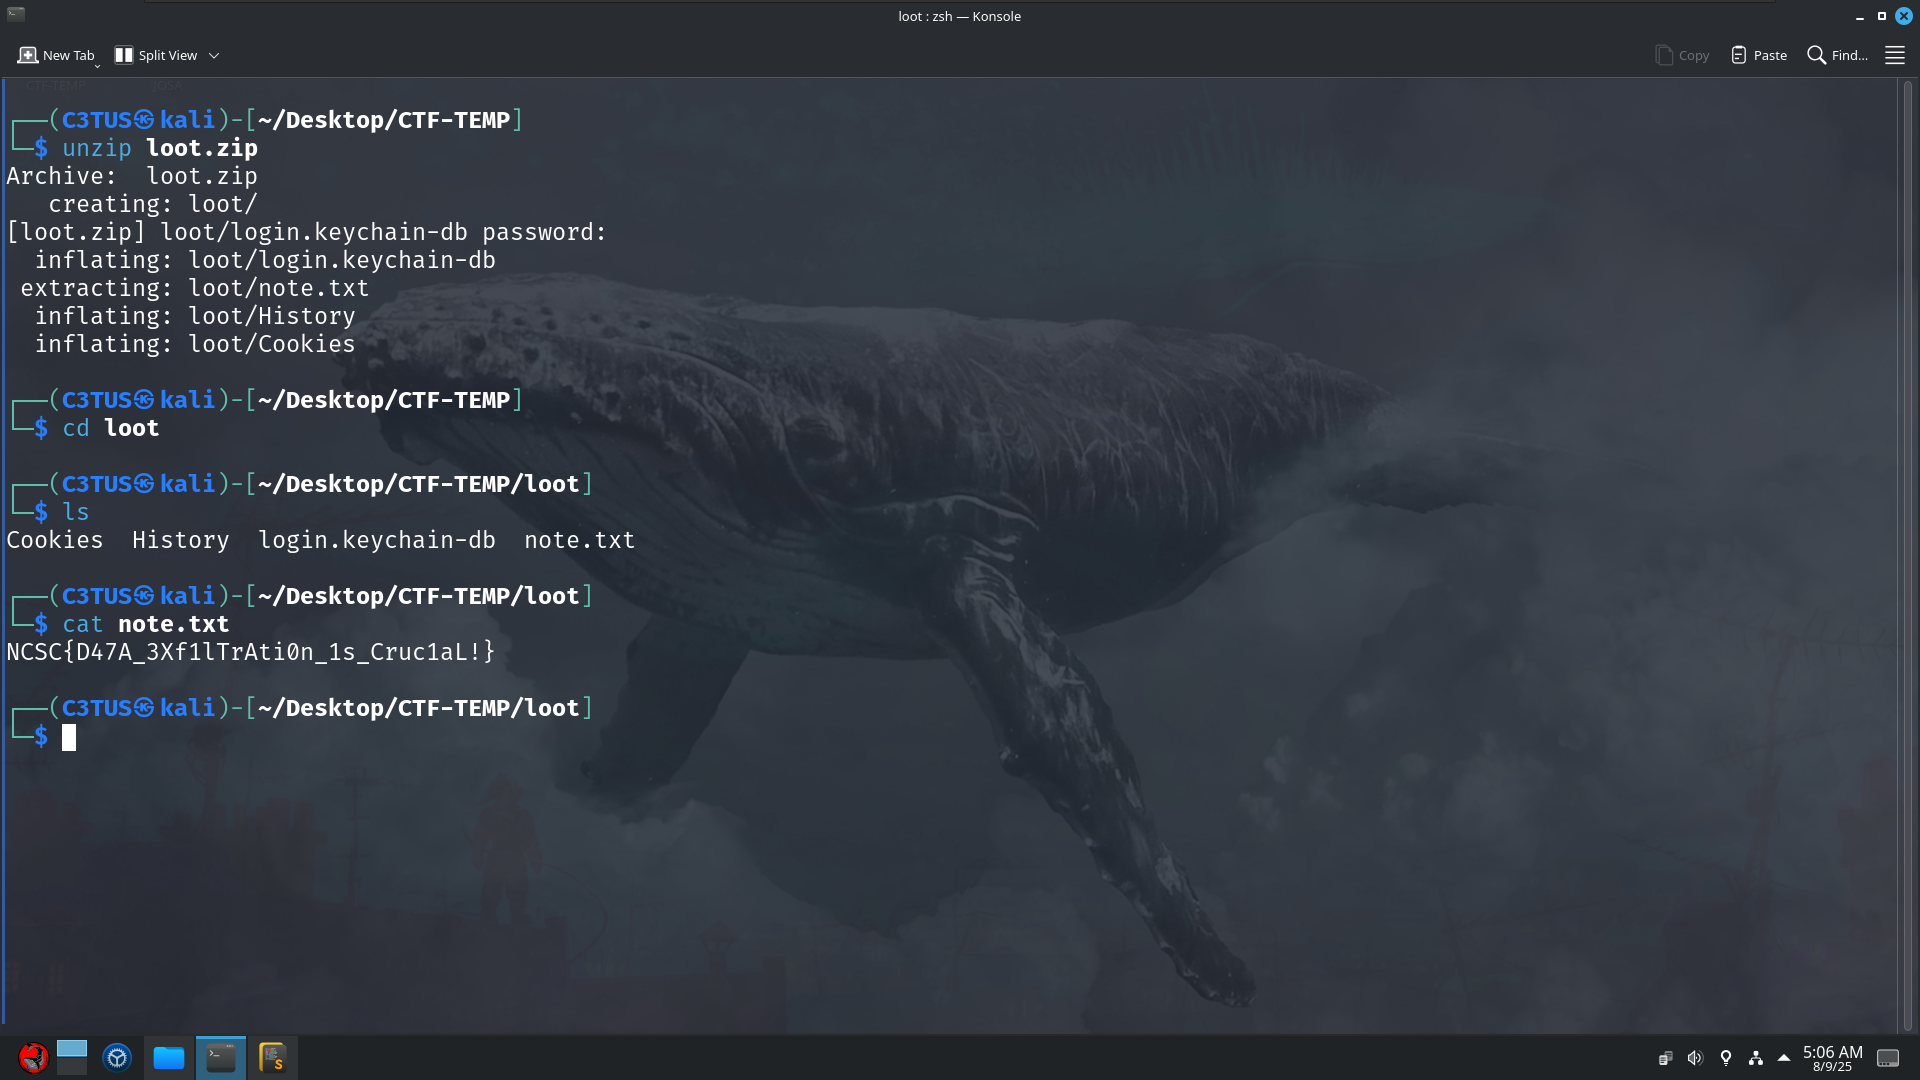 loot : zsh — Konsole
New Tab
Split View
Copy
Paste
Find...
CTF-TEMP
JOSA
┌──(C3TUS㉿kali)-[~/Desktop/CTF-TEMP]
└─$ unzip loot.zip
Archive:  loot.zip
   creating: loot/
[loot.zip] loot/login.keychain-db password:
  inflating: loot/login.keychain-db
 extracting: loot/note.txt
  inflating: loot/History
  inflating: loot/Cookies
┌──(C3TUS㉿kali)-[~/Desktop/CTF-TEMP]
└─$ cd loot
┌──(C3TUS㉿kali)-[~/Desktop/CTF-TEMP/loot]
└─$ ls
Cookies  History  login.keychain-db  note.txt
┌──(C3TUS㉿kali)-[~/Desktop/CTF-TEMP/loot]
└─$ cat note.txt
NCSC{D47A_3Xf1lTrAti0n_1s_Cruc1aL!}
┌──(C3TUS㉿kali)-[~/Desktop/CTF-TEMP/loot]
└─$
5:06 AM
8/9/25